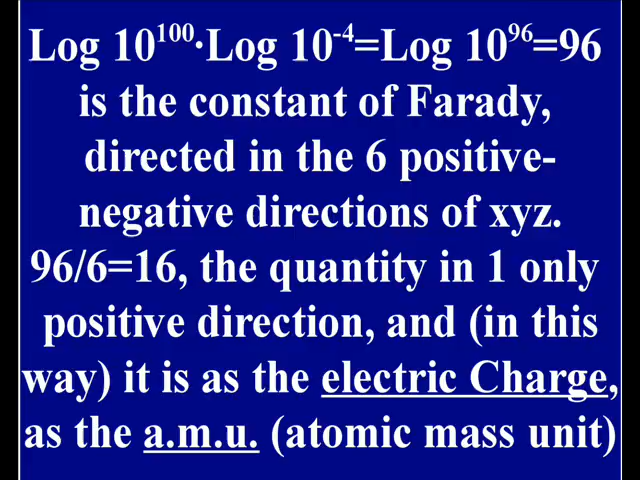 Log 10¹⁰⁰·Log 10⁻⁴=Log 10⁹⁶=96
is the constant of Farady,
directed in the 6 positive-
negative directions of xyz.
96/6=16, the quantity in 1 only
positive direction, and (in this
way) it is as the electric Charge,
as the a.m.u. (atomic mass unit)